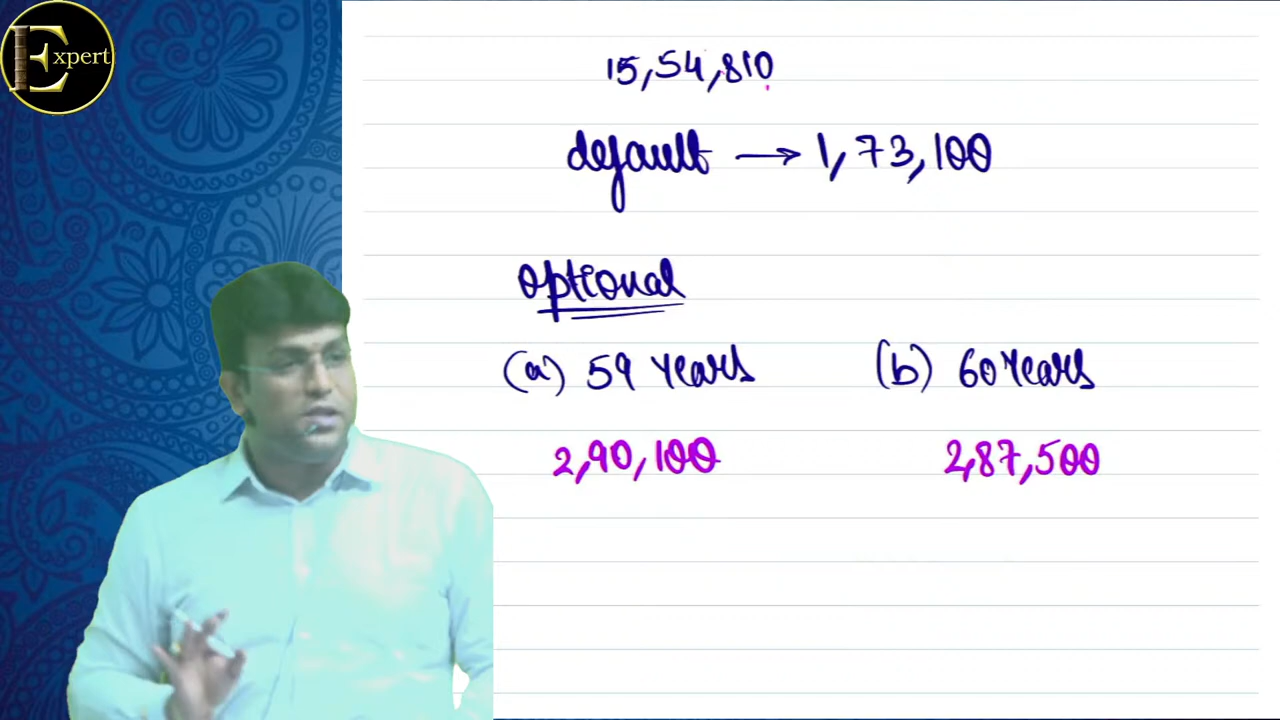 Expert
15,54,810
default → 1,73,100
Optional
(a) 59 Years (b) 60 Years
2,90,100 2,87,500